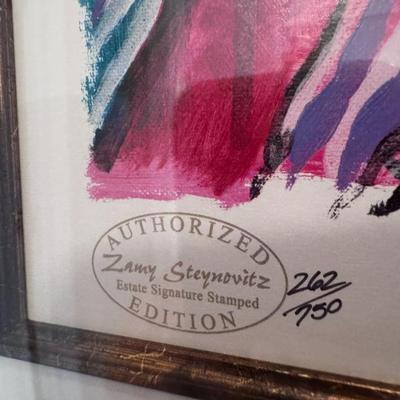 AUTHORIZED
Zamy Steynovitz
Estate Signature Stamped
EDITION
262/750